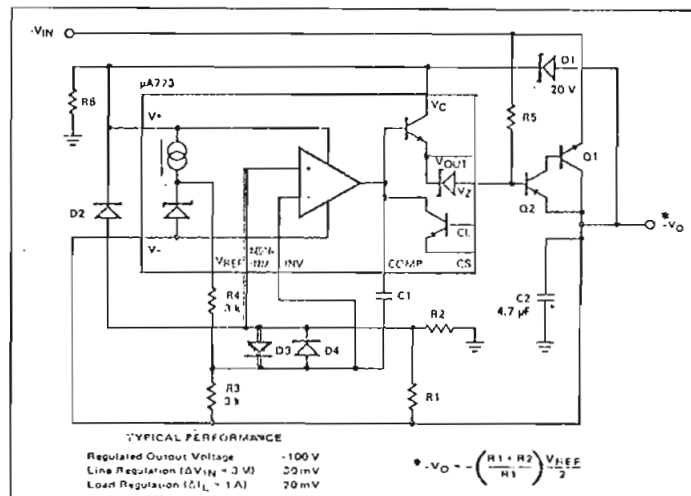 -VIN
D1
20 V
R6
µA723
V+
VC
R5
VOUT
Q1
VZ
Q2
D2
CL
* -VO
V-
VREF
NON-INV
INV
COMP
CS
R4
3 k
C1
C2
4.7 µF
R2
D3
D4
R3
3 k
R1
TYPICAL PERFORMANCE
Regulated Output Voltage -100 V
Line Regulation (ΔVIN = 3 V) 30 mV
Load Regulation (ΔIL = 1A) 20 mV
* -VO = -(R1 + R2 / R1) VREF / 2